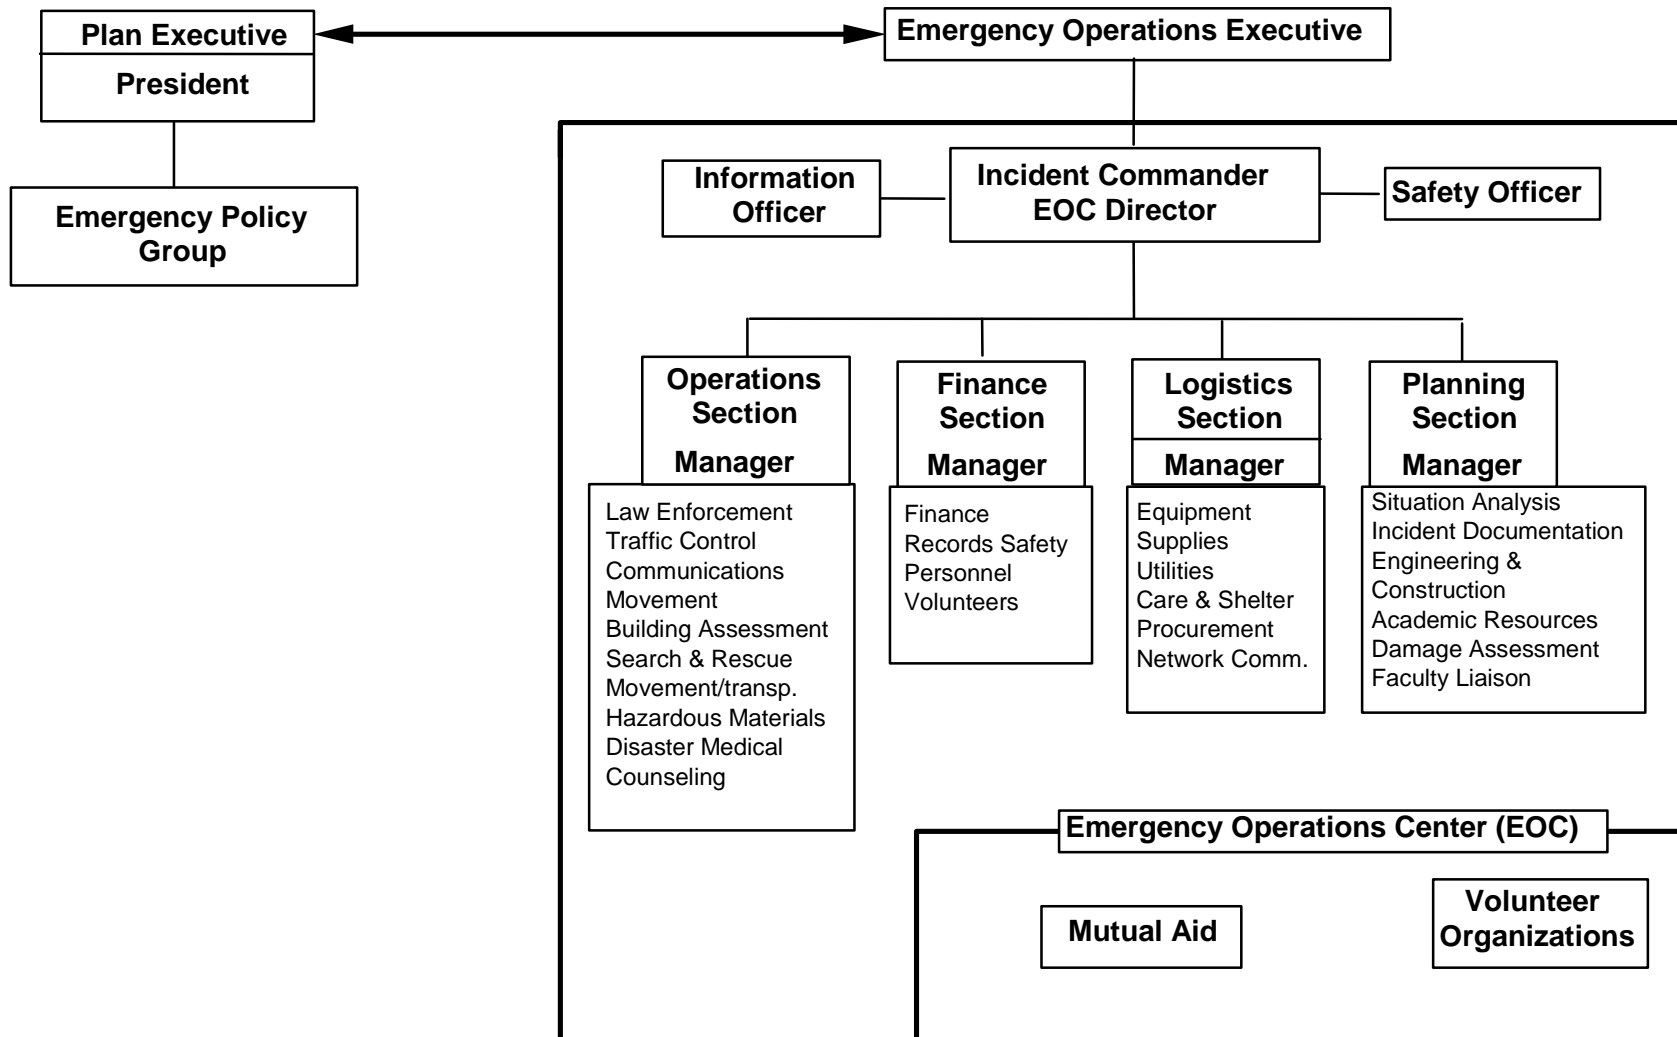 Plan Executive
President
Emergency Operations Executive
Emergency Policy
Group
Information
Officer
Incident Commander
EOC Director
Safety Officer
Operations
Section
Manager
Law Enforcement
Traffic Control
Communications
Movement
Building Assessment
Search & Rescue
Movement/transp.
Hazardous Materials
Disaster Medical
Counseling
Finance
Section
Manager
Finance
Records Safety
Personnel
Volunteers
Logistics
Section
Manager
Equipment
Supplies
Utilities
Care & Shelter
Procurement
Network Comm.
Planning
Section
Manager
Situation Analysis
Incident Documentation
Engineering &
Construction
Academic Resources
Damage Assessment
Faculty Liaison
Emergency Operations Center (EOC)
Mutual Aid
Volunteer
Organizations